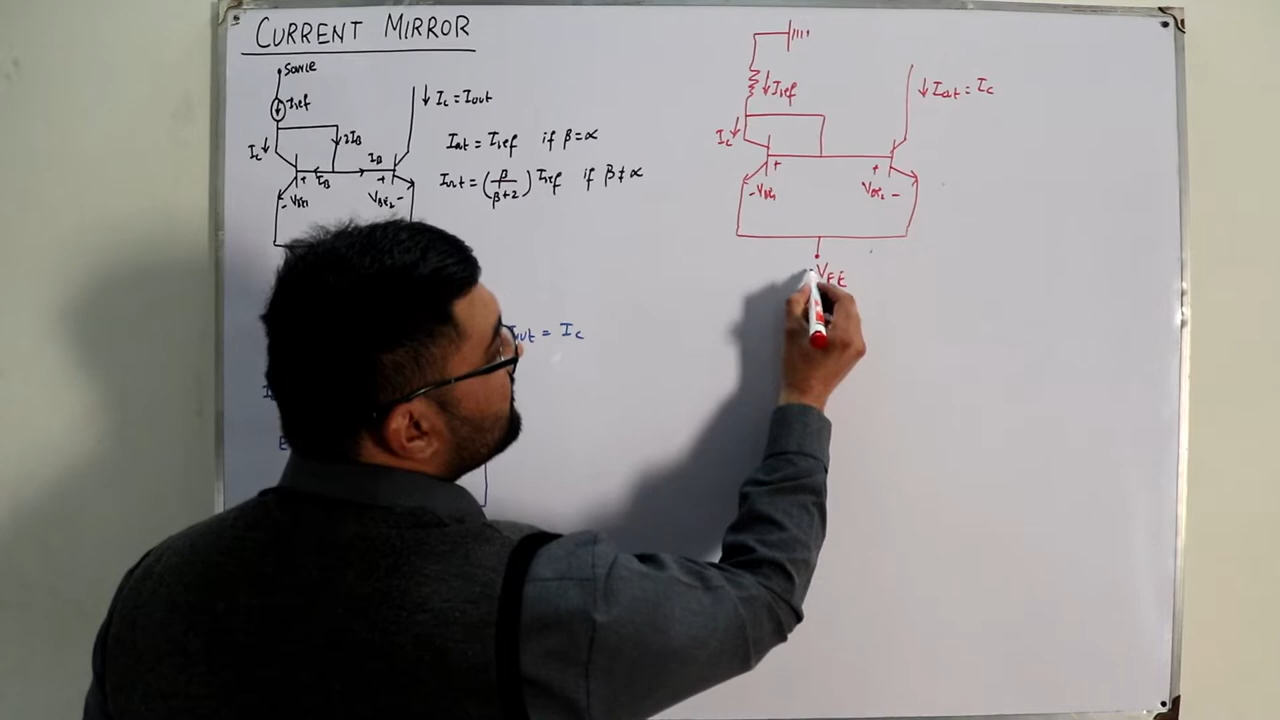 CURRENT MIRROR
Source
Iref
IC
2IB
IB
IB
+
+
- VBE1
VBE2 -
↓ IC = Iout
Iout = Iref if β = α
Iout = (β/β+2) Iref if β ≠ α
Iout = IC
↓ Iref
IC ↓
+
- VBE1
+
VBE2 -
↓ Iout = IC
VEE